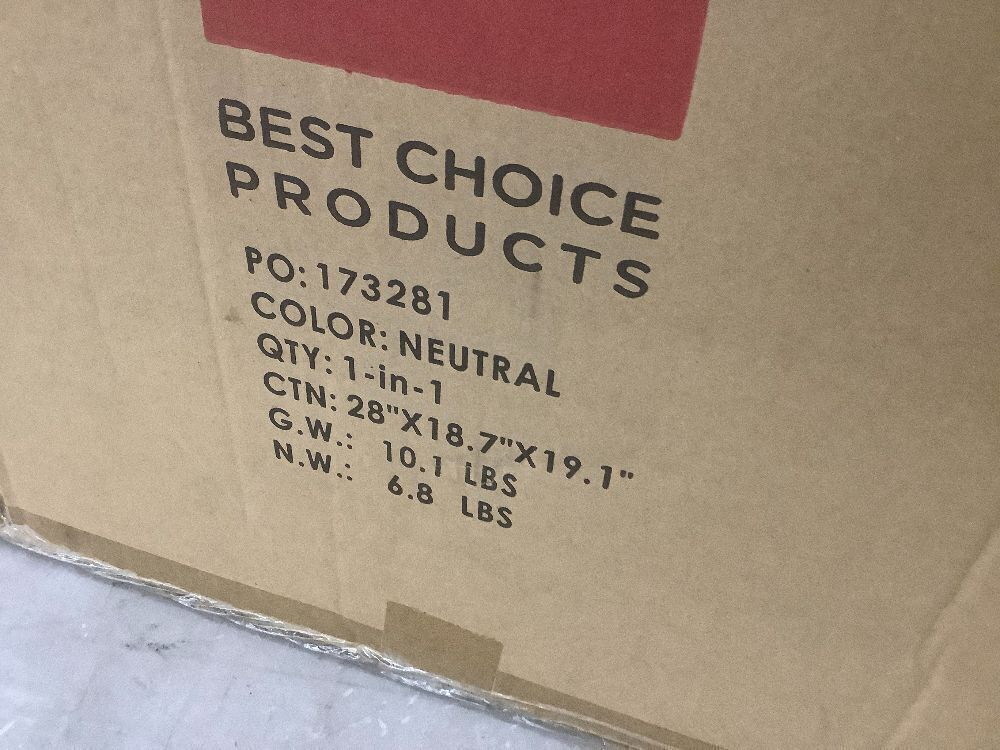 BEST CHOICE
PRODUCTS
PO: 173281
COLOR: NEUTRAL
QTY: 1-in-1
CTN: 28"X18.7"X19.1"
G.W.: 10.1 LBS
N.W.: 6.8 LBS